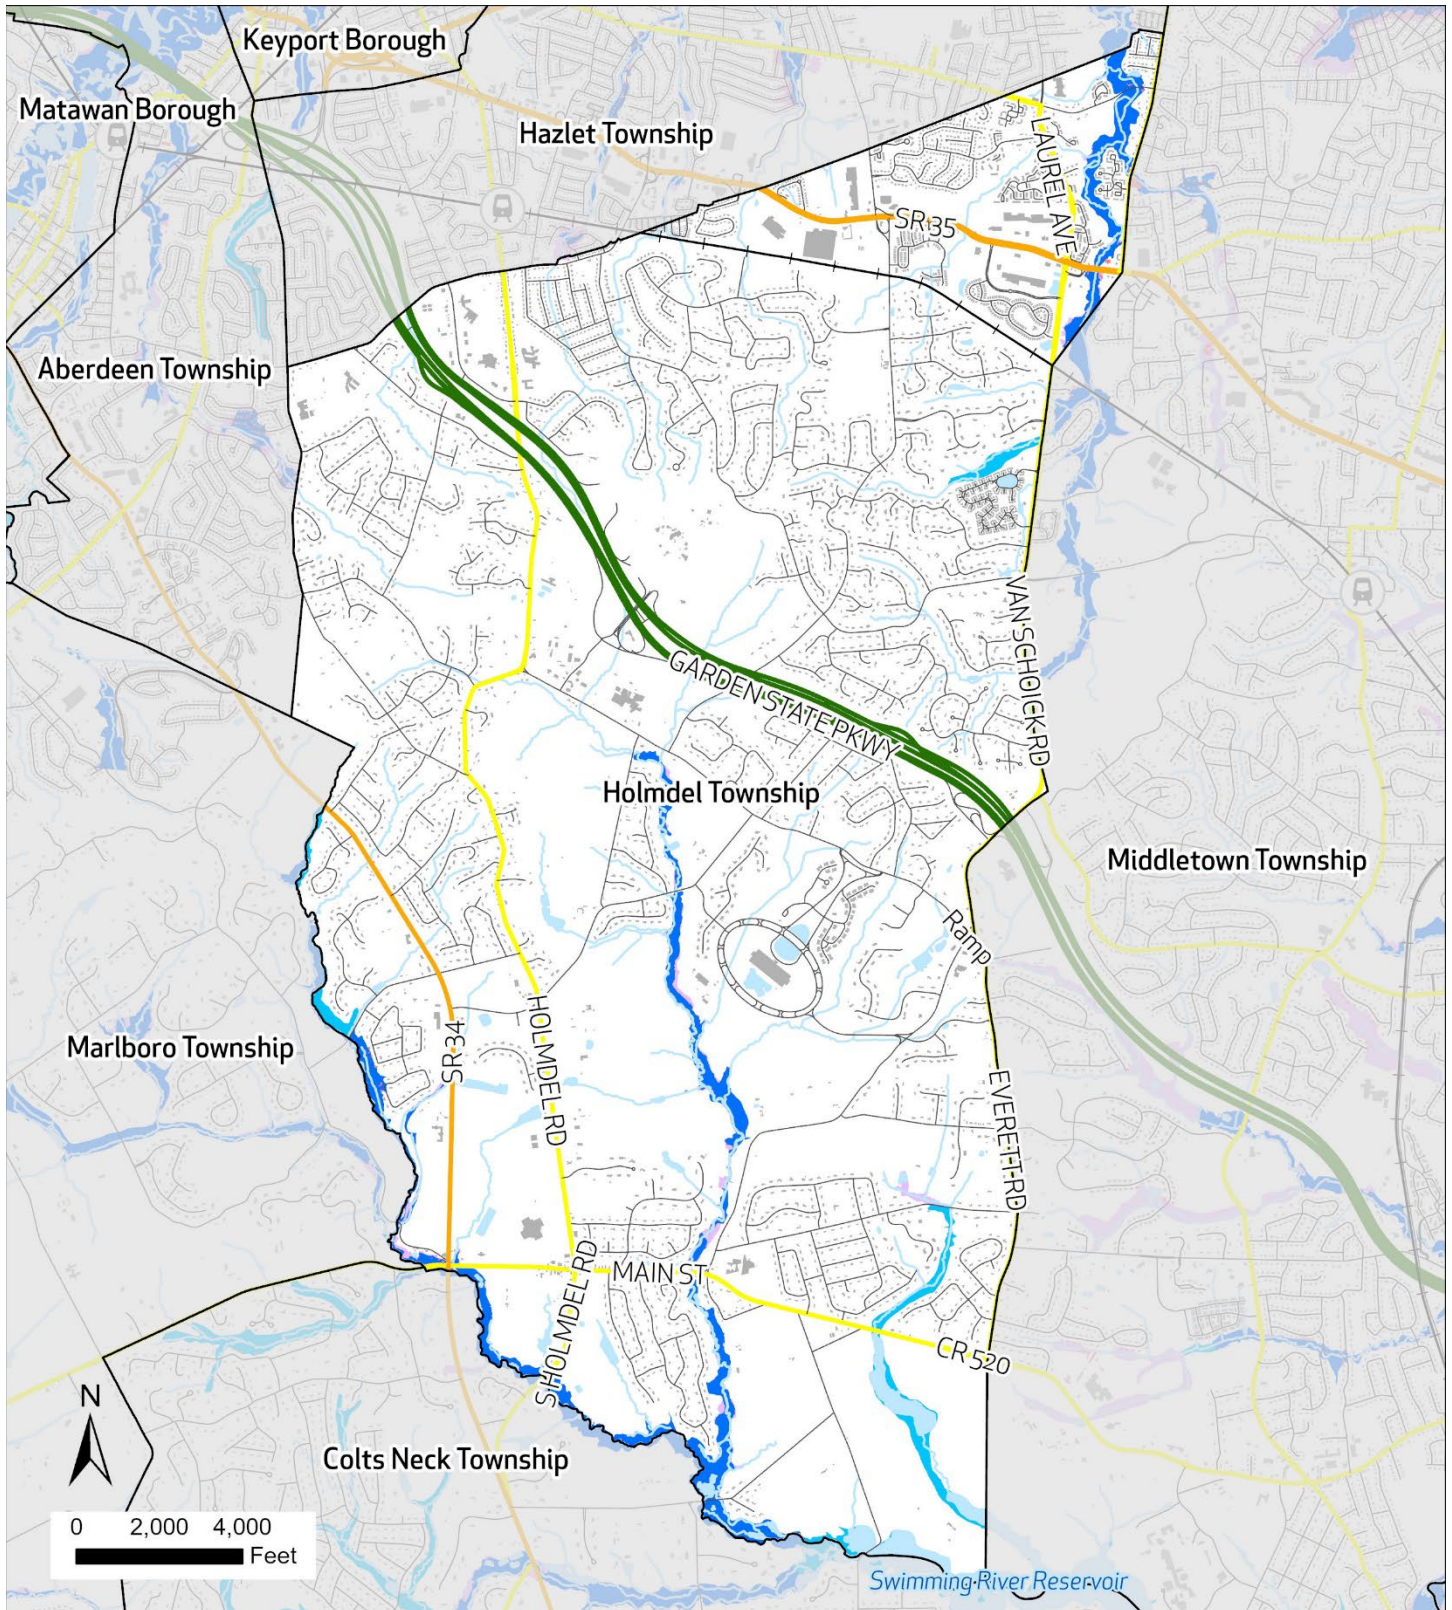 Keyport Borough
Matawan Borough
Hazlet Township
LAUREL AVE
SR 35
Aberdeen Township
VAN SCHOICK RD
GARDEN STATE PKWY
Holmdel Township
Middletown Township
Ramp
HOLMDEL RD
SR 34
Marlboro Township
EVERETT RD
S HOLMDEL RD
MAIN ST
CR 520
N
Colts Neck Township
0 2,000 4,000
Feet
Swimming River Reservoir